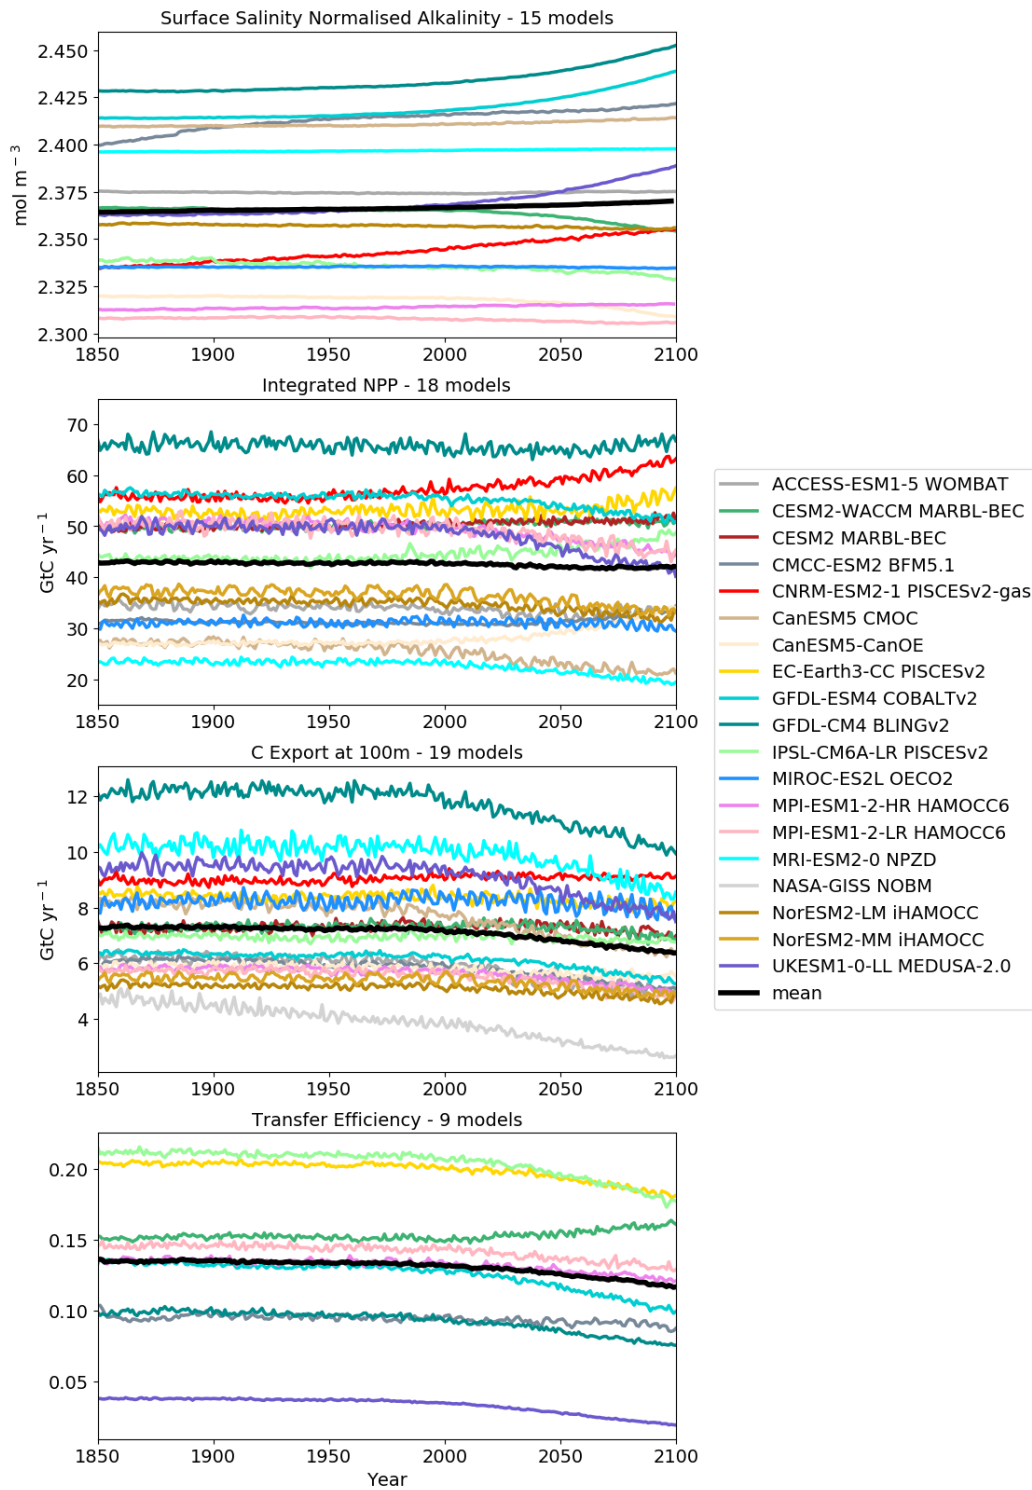 Surface Salinity Normalised Alkalinity - 15 models
2.450
2.425
2.400
2.375
2.350
2.325
2.300
mol m⁻³
1850 1900 1950 2000 2050 2100
Integrated NPP - 18 models
70
60
50
40
30
20
GtC yr⁻¹
1850 1900 1950 2000 2050 2100
C Export at 100m - 19 models
12
10
8
6
4
GtC yr⁻¹
1850 1900 1950 2000 2050 2100
Transfer Efficiency - 9 models
0.20
0.15
0.10
0.05
1850 1900 1950 2000 2050 2100
Year
ACCESS-ESM1-5 WOMBAT
CESM2-WACCM MARBL-BEC
CESM2 MARBL-BEC
CMCC-ESM2 BFM5.1
CNRM-ESM2-1 PISCESv2-gas
CanESM5 CMOC
CanESM5-CanOE
EC-Earth3-CC PISCESv2
GFDL-ESM4 COBALTv2
GFDL-CM4 BLINGv2
IPSL-CM6A-LR PISCESv2
MIROC-ES2L OECO2
MPI-ESM1-2-HR HAMOCC6
MPI-ESM1-2-LR HAMOCC6
MRI-ESM2-0 NPZD
NASA-GISS NOBM
NorESM2-LM iHAMOCC
NorESM2-MM iHAMOCC
UKESM1-0-LL MEDUSA-2.0
mean